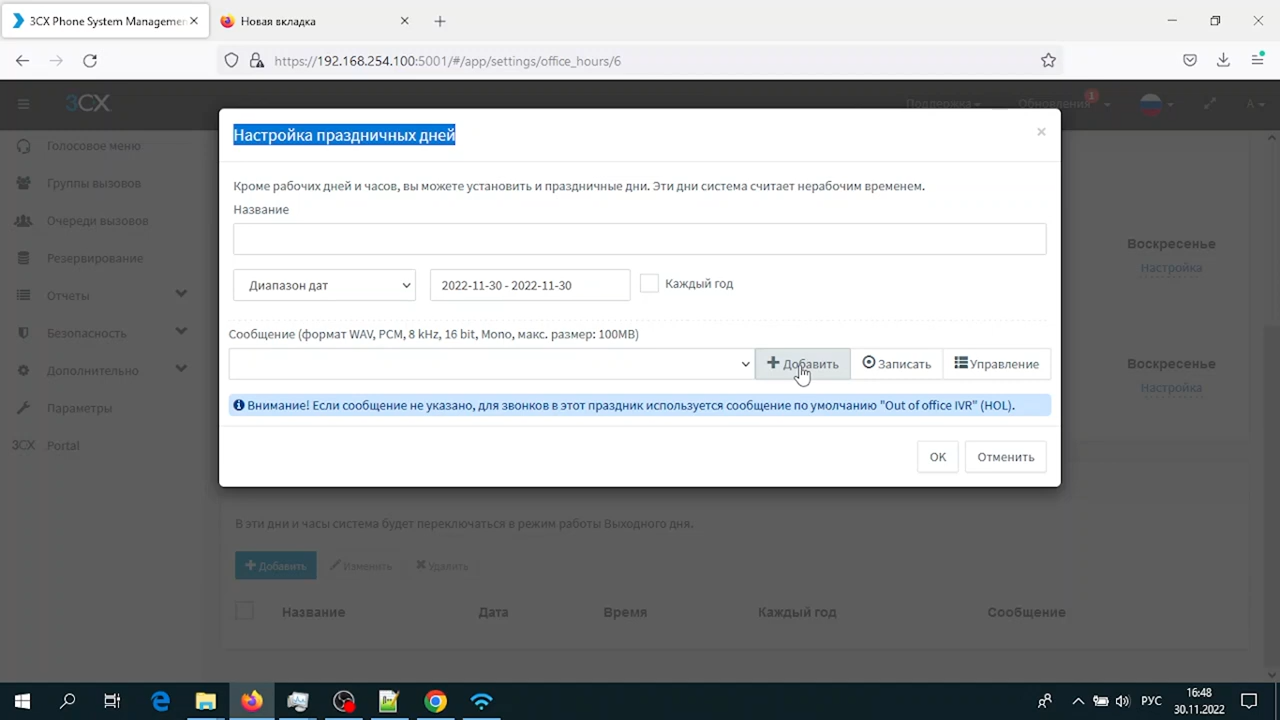 3CX Phone System Managemen
Новая вкладка
https://192.168.254.100:5001/#/app/settings/office_hours/6
3CX
Поддержка
Обновления
1
А
Голосовое меню
Группы вызовов
Очереди вызовов
Резервирование
Отчеты
Безопасность
Дополнительно
Параметры
3CX Portal
Настройка праздничных дней
×
Кроме рабочих дней и часов, вы можете установить и праздничные дни. Эти дни система считает нерабочим временем.
Название
Диапазон дат
2022-11-30 - 2022-11-30
Каждый год
Сообщение (формат WAV, PCM, 8 kHz, 16 bit, Mono, макс. размер: 100MB)
Добавить
Записать
Управление
Внимание! Если сообщение не указано, для звонков в этот праздник используется сообщение по умолчанию "Out of office IVR" (HOL).
OK
Отменить
Воскресенье
Настройка
Воскресенье
Настройка
В эти дни и часы система будет переключаться в режим работы Выходного дня.
Добавить
Изменить
Удалить
Название
Дата
Время
Каждый год
Сообщение
РУС
16:48
30.11.2022